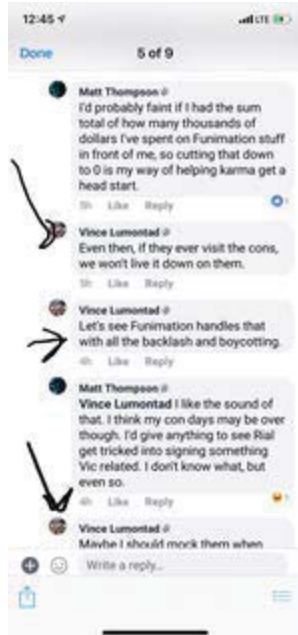 12:45
LTE
Done
5 of 9
Matt Thompson
I'd probably faint if I had the sum
total of how many thousands of
dollars I've spent on Funimation stuff
in front of me, so cutting that down
to 0 is my way of helping karma get a
head start.
5h Like Reply
1
Vince Lumontad
Even then, if they ever visit the cons,
we won't live it down on them.
5h Like Reply
Vince Lumontad
Let's see Funimation handles that
with all the backlash and boycotting.
4h Like Reply
Matt Thompson
Vince Lumontad I like the sound of
that. I think my con days may be over
though. I'd give anything to see Rial
get tricked into signing something
Vic related. I don't know what, but
even so.
4h Like Reply
1
Vince Lumontad
Maybe I should mock them when
Write a reply...